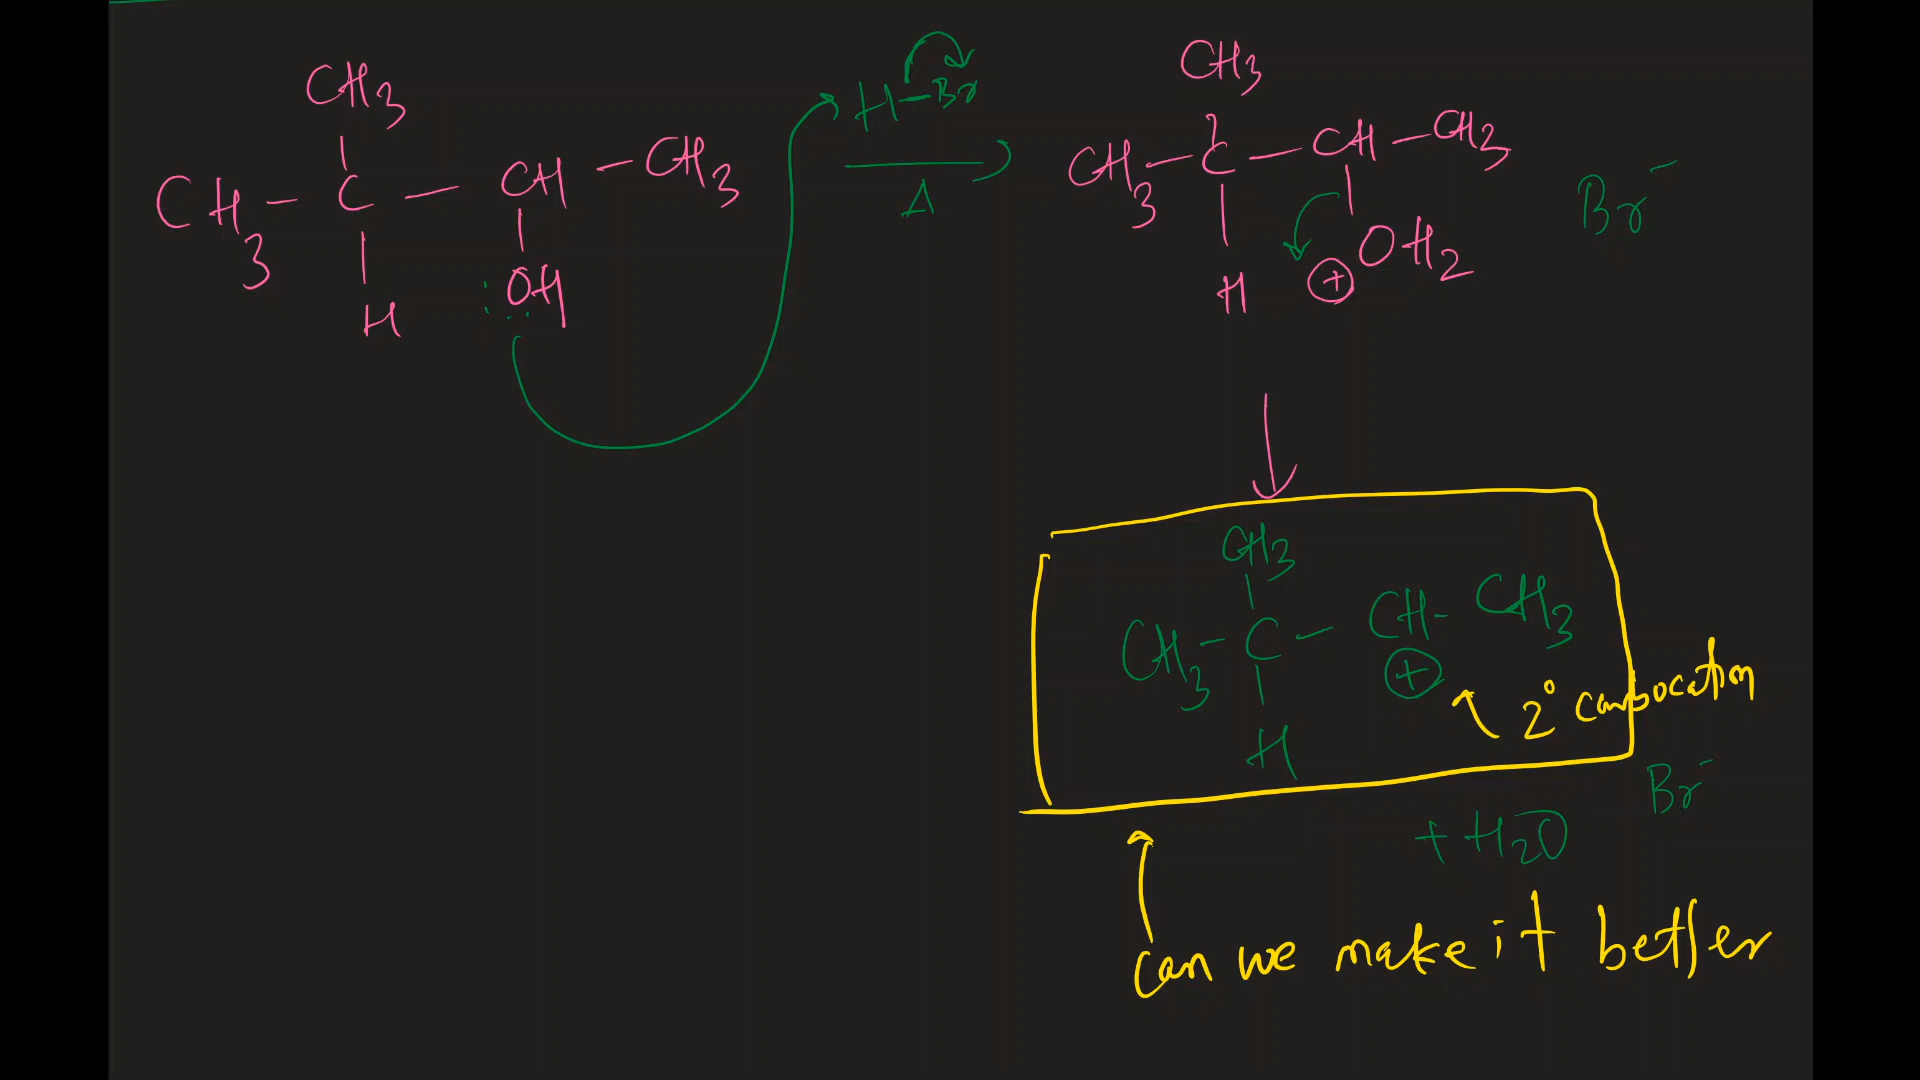 CH3
CH3 - C - CH - CH3
H
:OH
H-Br
Δ
CH3
CH3 - C - CH - CH3
H
⊕
OH2
Br⁻
CH3
CH3 - C - CH - CH3
⊕
H
2° carbocation
Br⁻
+ H2O
can we make it better